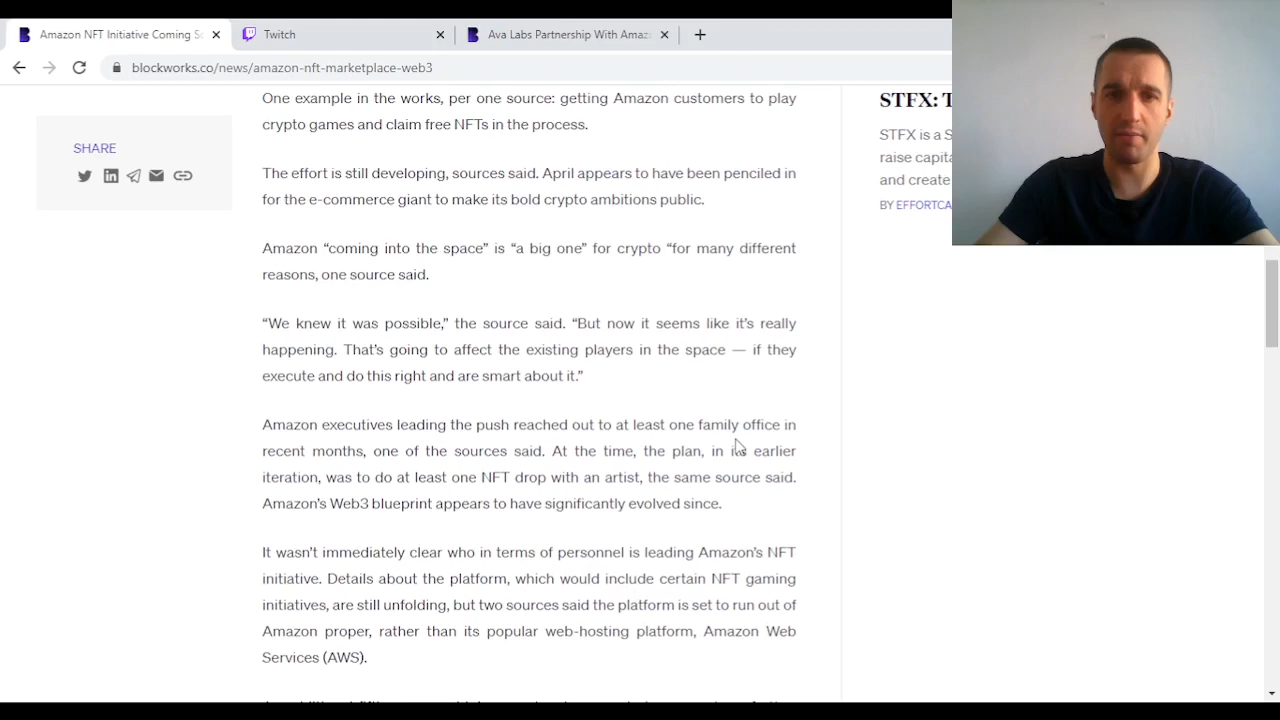 Amazon NFT Initiative Coming So
Twitch
Ava Labs Partnership With Amaz
blockworks.co/news/amazon-nft-marketplace-web3
One example in the works, per one source: getting Amazon customers to play
crypto games and claim free NFTs in the process.
SHARE
The effort is still developing, sources said. April appears to have been penciled in
for the e-commerce giant to make its bold crypto ambitions public.
Amazon “coming into the space” is “a big one” for crypto “for many different
reasons, one source said.
“We knew it was possible,” the source said. “But now it seems like it’s really
happening. That’s going to affect the existing players in the space — if they
execute and do this right and are smart about it.”
Amazon executives leading the push reached out to at least one family office in
recent months, one of the sources said. At the time, the plan, in its earlier
iteration, was to do at least one NFT drop with an artist, the same source said.
Amazon’s Web3 blueprint appears to have significantly evolved since.
It wasn’t immediately clear who in terms of personnel is leading Amazon’s NFT
initiative. Details about the platform, which would include certain NFT gaming
initiatives, are still unfolding, but two sources said the platform is set to run out of
Amazon proper, rather than its popular web-hosting platform, Amazon Web
Services (AWS).
STFX: T
STFX is a S
raise capita
and create
BY EFFORTCA